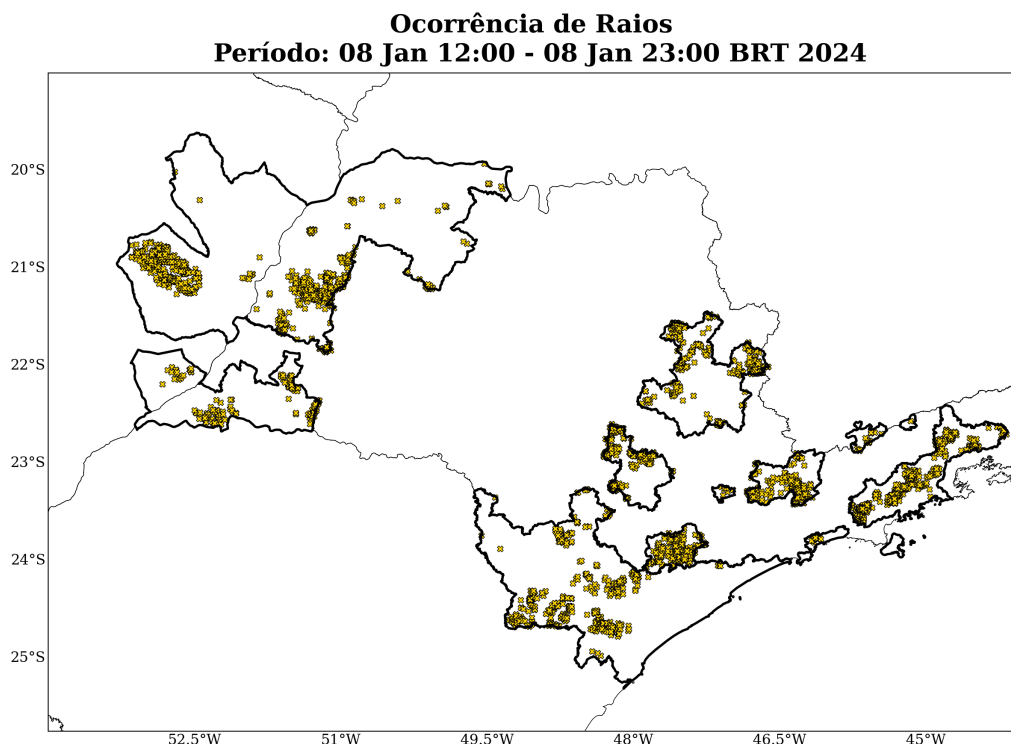 Ocorrência de Raios
Período: 08 Jan 12:00 - 08 Jan 23:00 BRT 2024
20°S
21°S
22°S
23°S
24°S
25°S
52.5°W 51°W 49.5°W 48°W 46.5°W 45°W